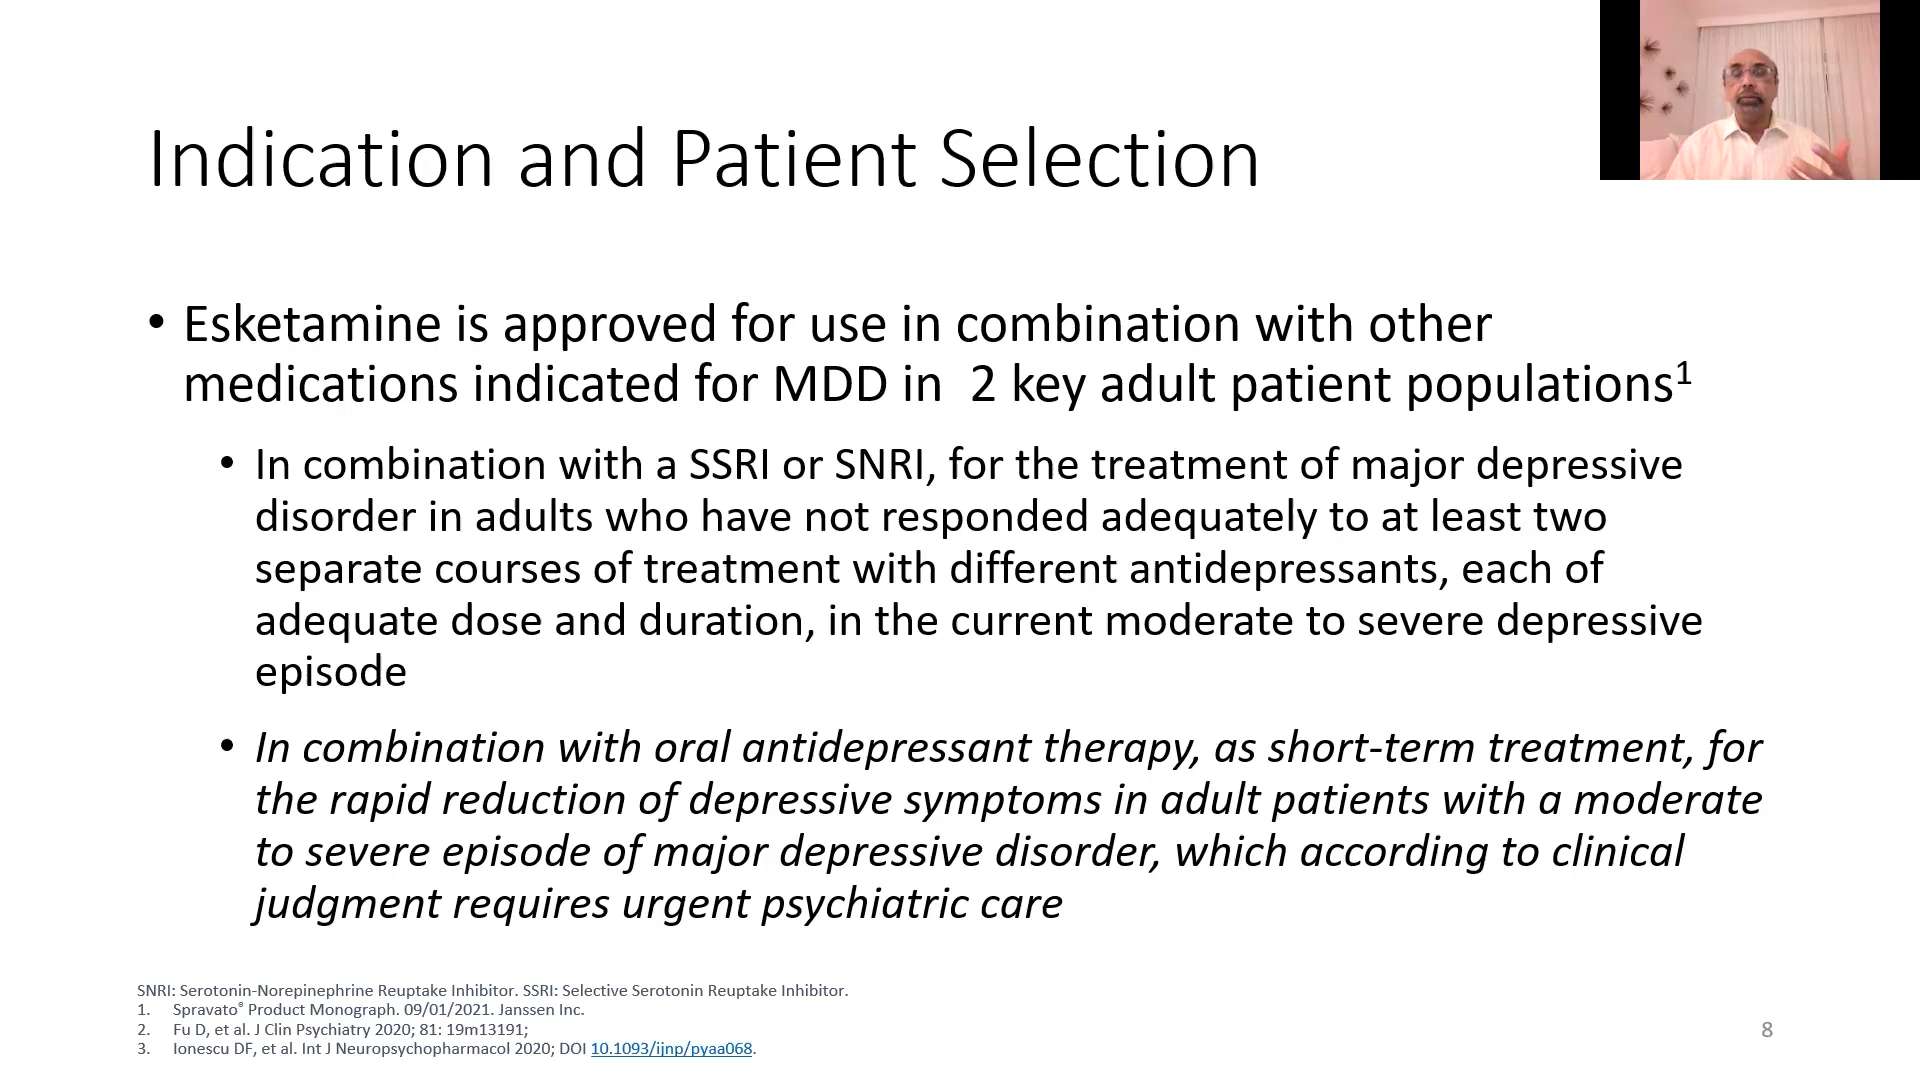 Indication and Patient Selection
• Esketamine is approved for use in combination with other
medications indicated for MDD in  2 key adult patient populations¹
• In combination with a SSRI or SNRI, for the treatment of major depressive
disorder in adults who have not responded adequately to at least two
separate courses of treatment with different antidepressants, each of
adequate dose and duration, in the current moderate to severe depressive
episode
• In combination with oral antidepressant therapy, as short-term treatment, for
the rapid reduction of depressive symptoms in adult patients with a moderate
to severe episode of major depressive disorder, which according to clinical
judgment requires urgent psychiatric care
SNRI: Serotonin-Norepinephrine Reuptake Inhibitor. SSRI: Selective Serotonin Reuptake Inhibitor.
1. Spravato® Product Monograph. 09/01/2021. Janssen Inc.
2. Fu D, et al. J Clin Psychiatry 2020; 81: 19m13191;
3. Ionescu DF, et al. Int J Neuropsychopharmacol 2020; DOI 10.1093/ijnp/pyaa068.
8